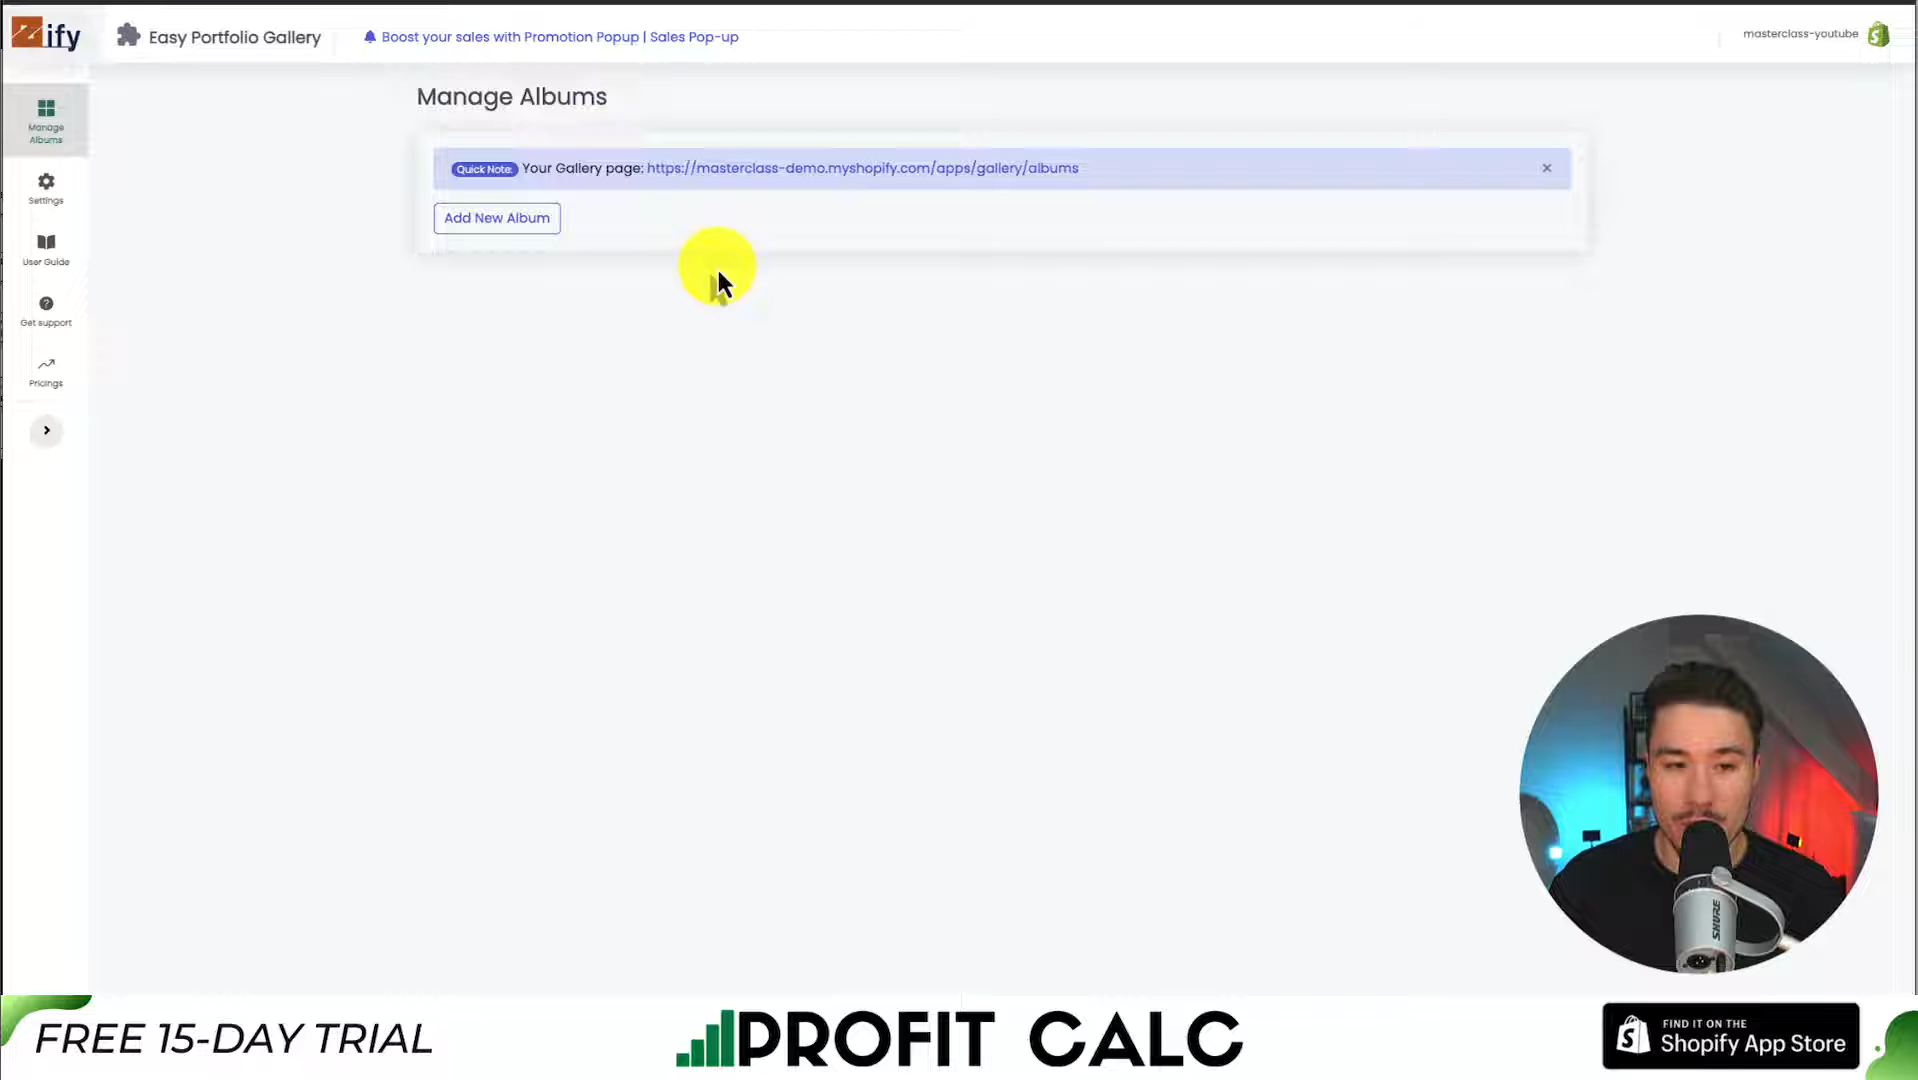 ify
Easy Portfolio Gallery
Boost your sales with Promotion Popup | Sales Pop-up
masterclass-youtube
Manage Albums
Settings
User Guide
Get support
Pricings
Manage Albums
Quick Note: Your Gallery page: https://masterclass-demo.myshopify.com/apps/gallery/albums
Add New Album
SHURE
FREE 15-DAY TRIAL
PROFIT CALC
FIND IT ON THE
Shopify App Store